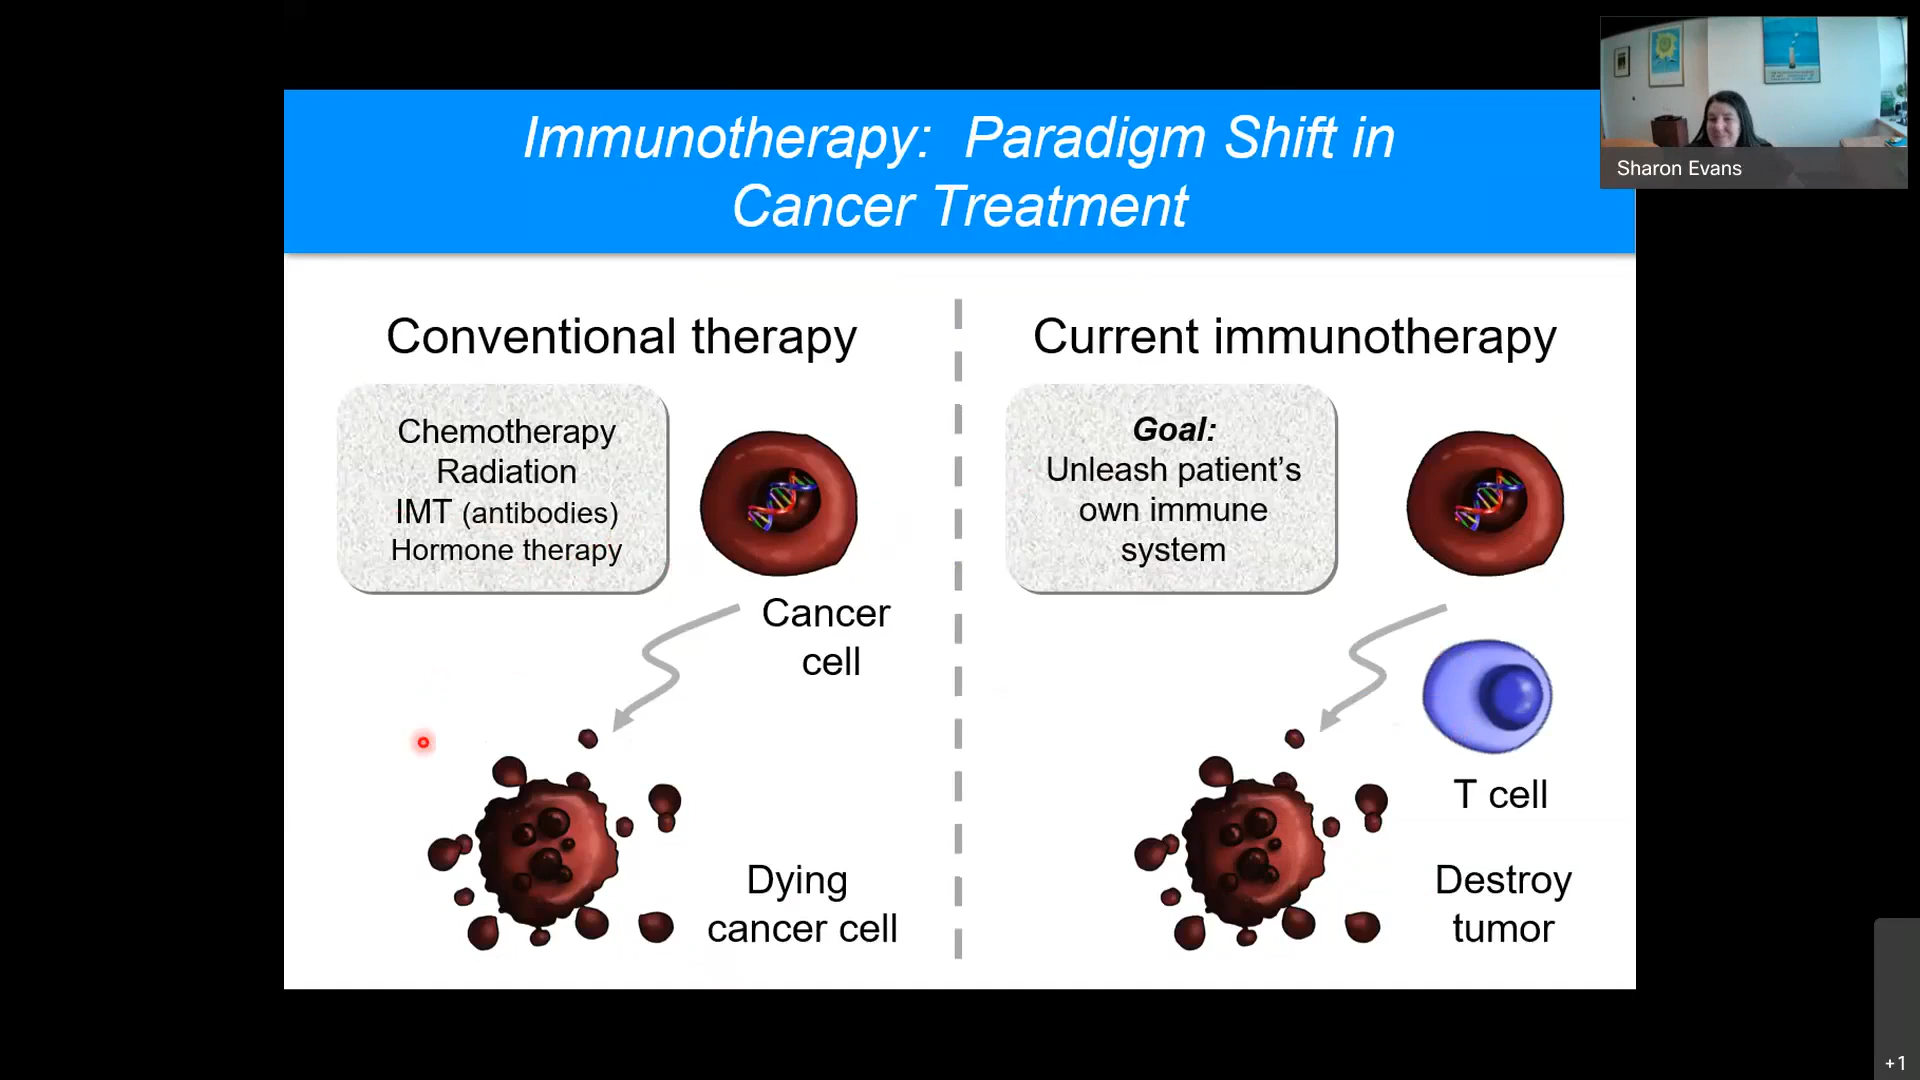 Immunotherapy: Paradigm Shift in
Cancer Treatment
Sharon Evans
Conventional therapy
Chemotherapy
Radiation
IMT (antibodies)
Hormone therapy
Cancer
cell
Dying
cancer cell
Current immunotherapy
Goal:
Unleash patient’s
own immune
system
T cell
Destroy
tumor
+1